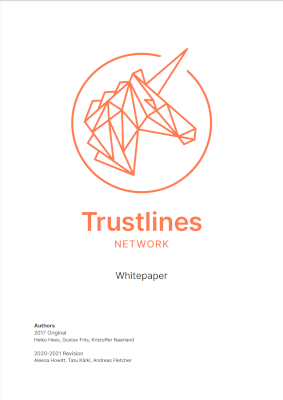 Trustlines
NETWORK
Whitepaper
Authors
2017 Original
Heiko Hees, Gustav Friis, Kristoffer Naerland
2020-2021 Revision
Aleeza Howitt, Tatu Kärki, Andreas Fletcher